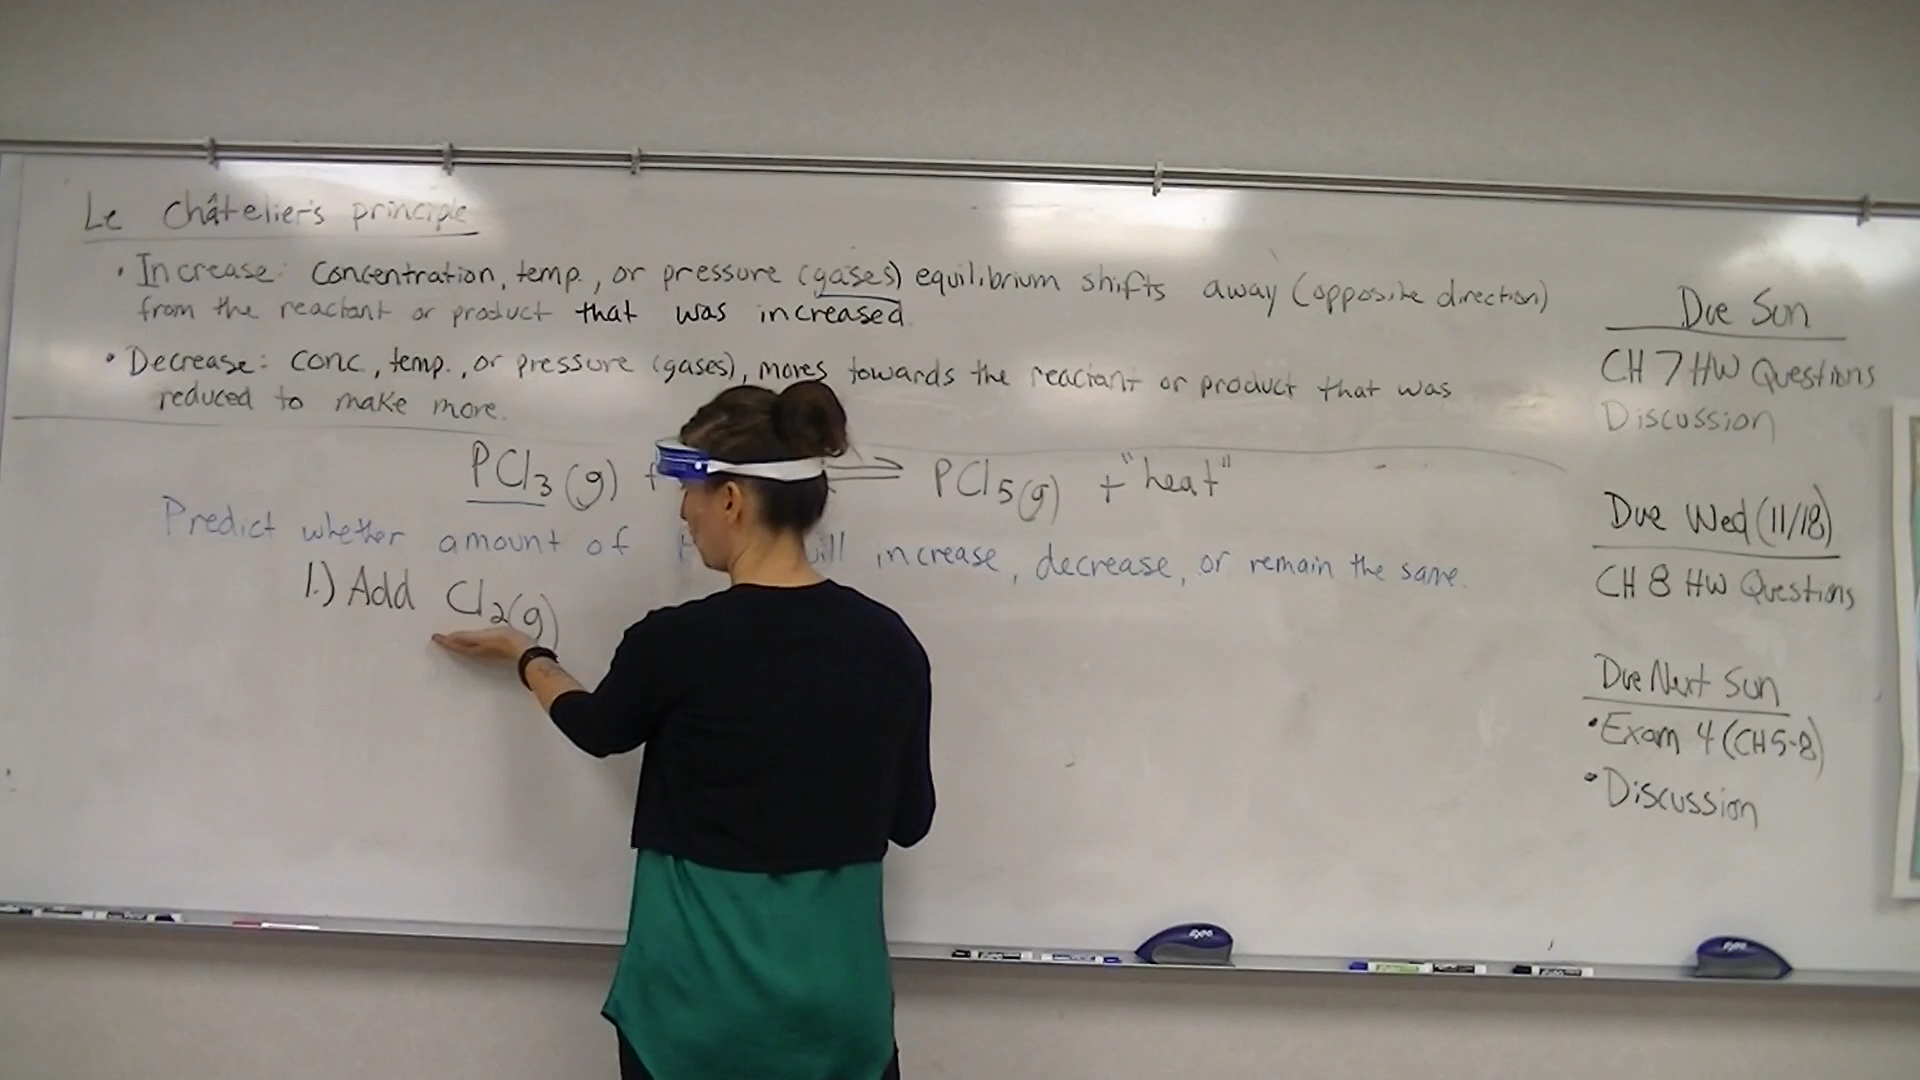 Le Châtelier's principle
• Increase: Concentration, temp., or pressure (gases) equilibrium shifts away (opposite direction)
from the reactant or product that was increased.
• Decrease: conc, temp., or pressure (gases), moves towards the reactant or product that was
reduced to make more.
PCl3(g) + ⇌ PCl5(g) + "heat"
Predict whether amount of will increase, decrease, or remain the same.
1.) Add Cl2(g)
Due Sun
CH 7 HW Questions
Discussion
Due Wed (11/18)
CH 8 HW Questions
Due Next Sun
• Exam 4 (CH 5-8)
• Discussion
EXPO
EXPO